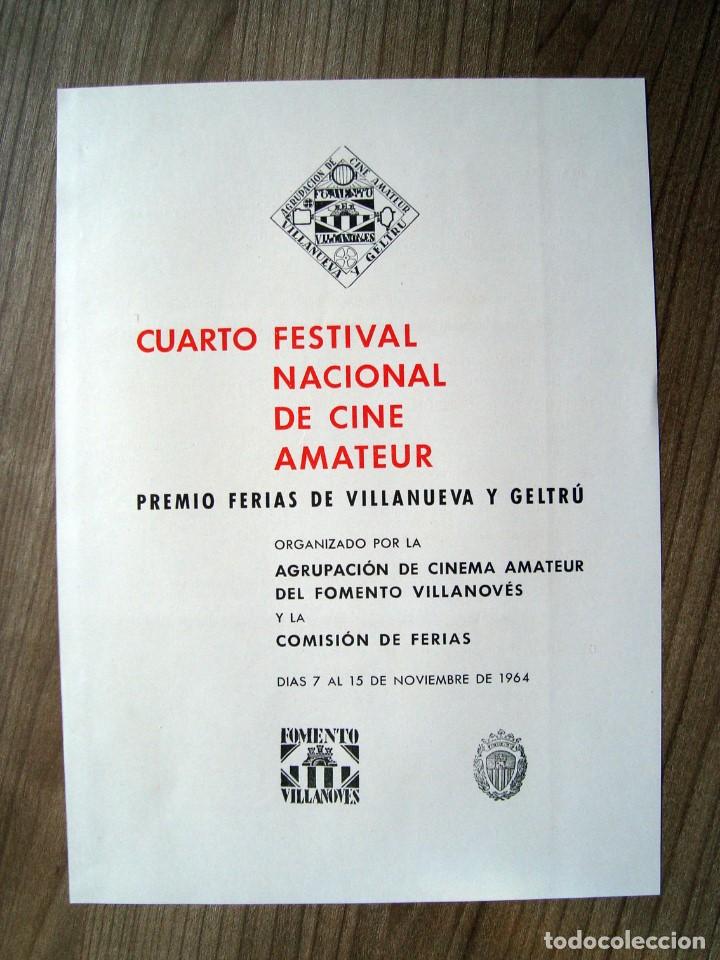 AGRUPACION DE CINE AMATEUR
FOMENTO
VILLANOVES
VILLANUEVA Y GELTRU
CUARTO FESTIVAL
NACIONAL
DE CINE
AMATEUR
PREMIO FERIAS DE VILLANUEVA Y GELTRÚ
ORGANIZADO POR LA
AGRUPACIÓN DE CINEMA AMATEUR
DEL FOMENTO VILLANOVÉS
Y LA
COMISIÓN DE FERIAS
DIAS 7 AL 15 DE NOVIEMBRE DE 1964
FOMENTO
VILLANOVES
todocoleccion